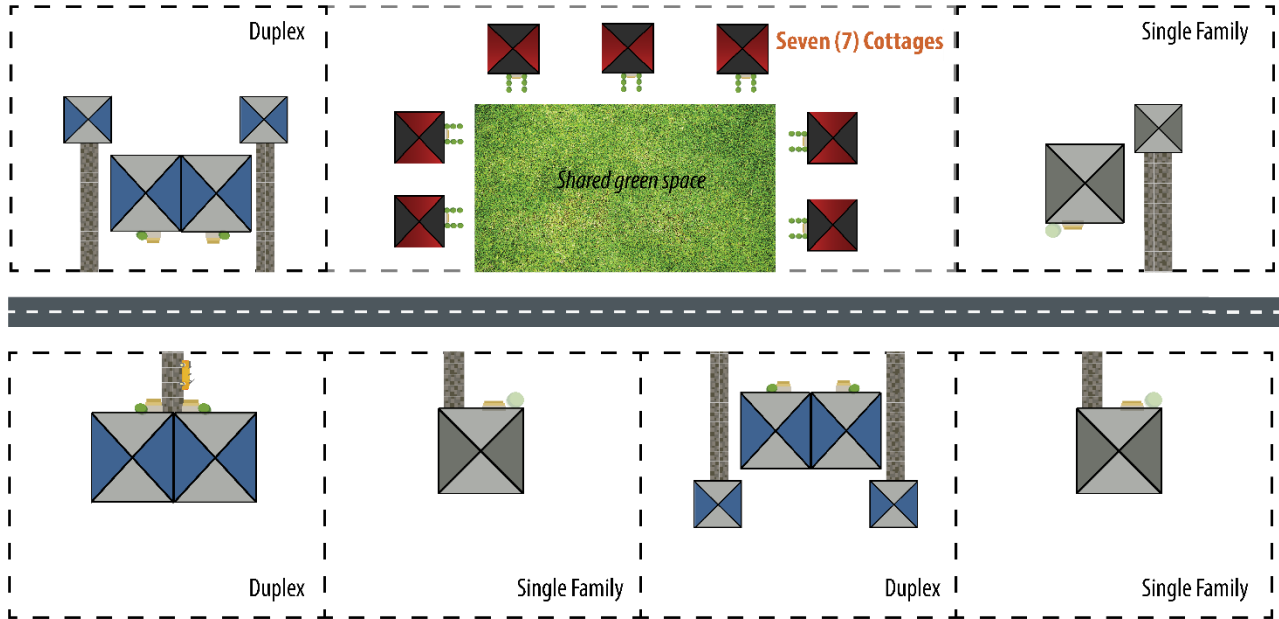 Duplex
Seven (7) Cottages
Single Family
Shared green space
Duplex
Single Family
Duplex
Single Family